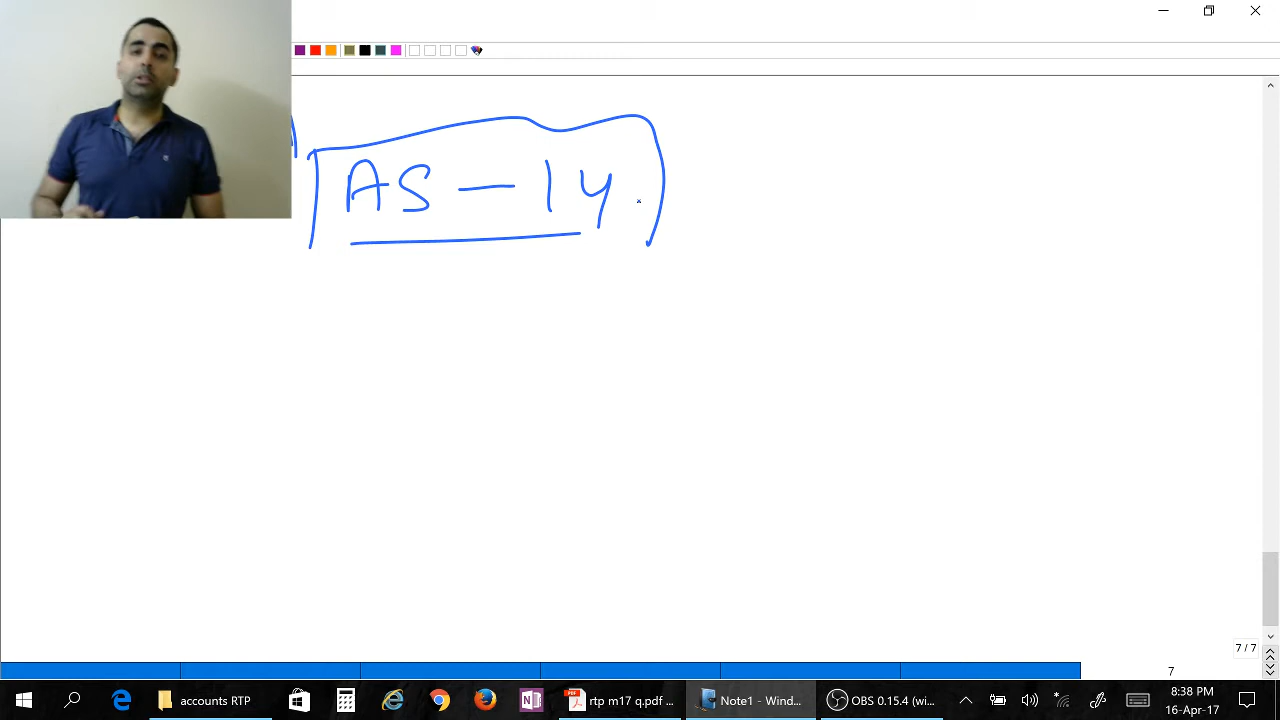 AS - 14
7 / 7
7
accounts RTP
rtp m17 q.pdf ...
Note1 - Wind...
OBS 0.15.4 (wi...
8:38 PM
16-Apr-17